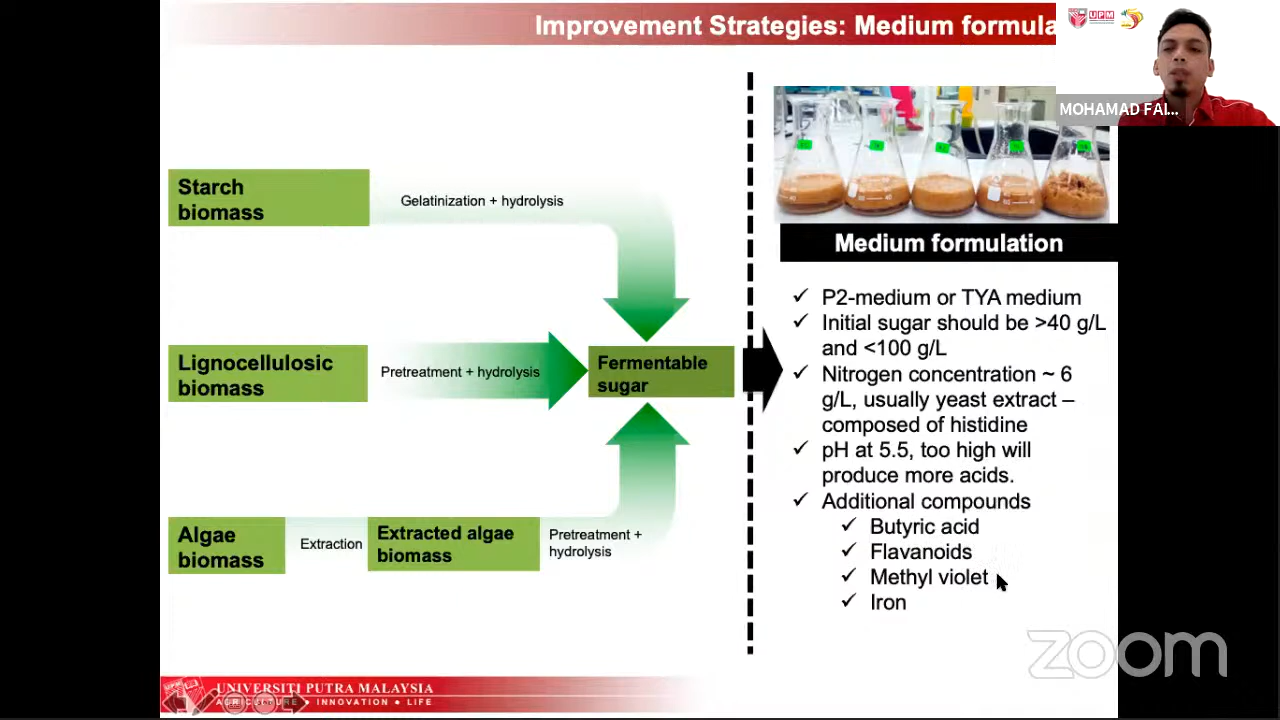 Improvement Strategies: Medium formula
UPM
MOHAMAD FAI...
Starch
biomass
Gelatinization + hydrolysis
Lignocellulosic
biomass
Pretreatment + hydrolysis
Fermentable
sugar
Algae
biomass
Extraction
Extracted algae
biomass
Pretreatment +
hydrolysis
Medium formulation
✓ P2-medium or TYA medium
✓ Initial sugar should be >40 g/L
and <100 g/L
✓ Nitrogen concentration ~ 6
g/L, usually yeast extract –
composed of histidine
✓ pH at 5.5, too high will
produce more acids.
✓ Additional compounds
✓ Butyric acid
✓ Flavanoids
✓ Methyl violet
✓ Iron
zoom
UNIVERSITI PUTRA MALAYSIA
AGRICULTURE • INNOVATION • LIFE